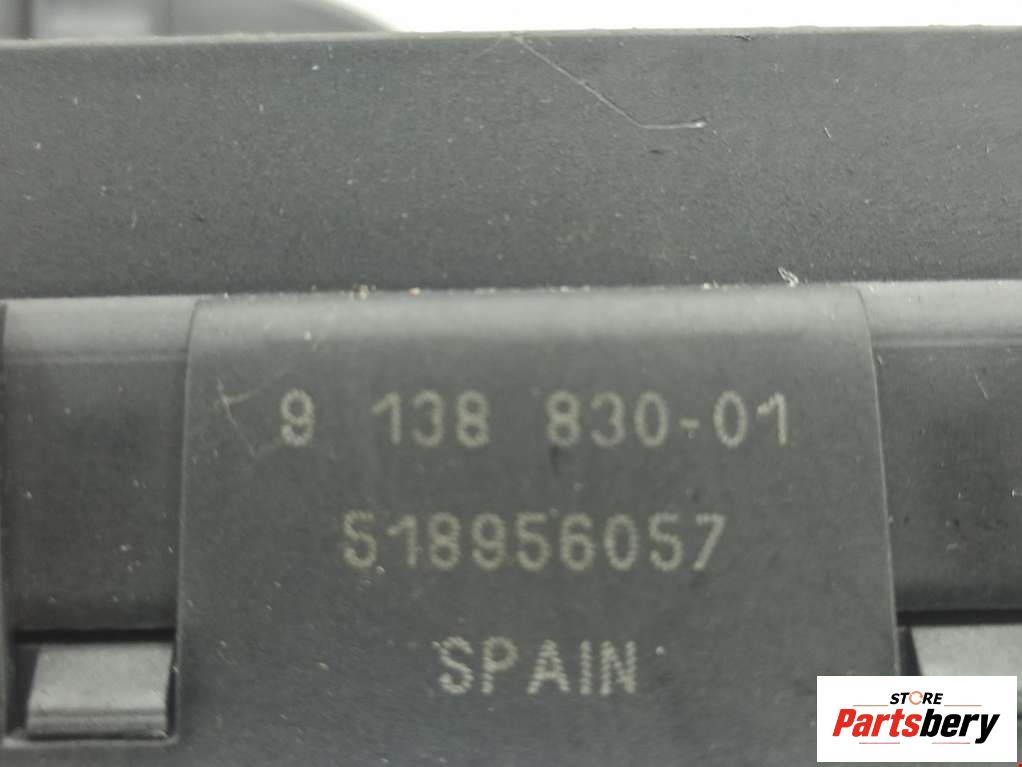 9 138 830-01
518956057
SPAIN
STORE
Partsbery